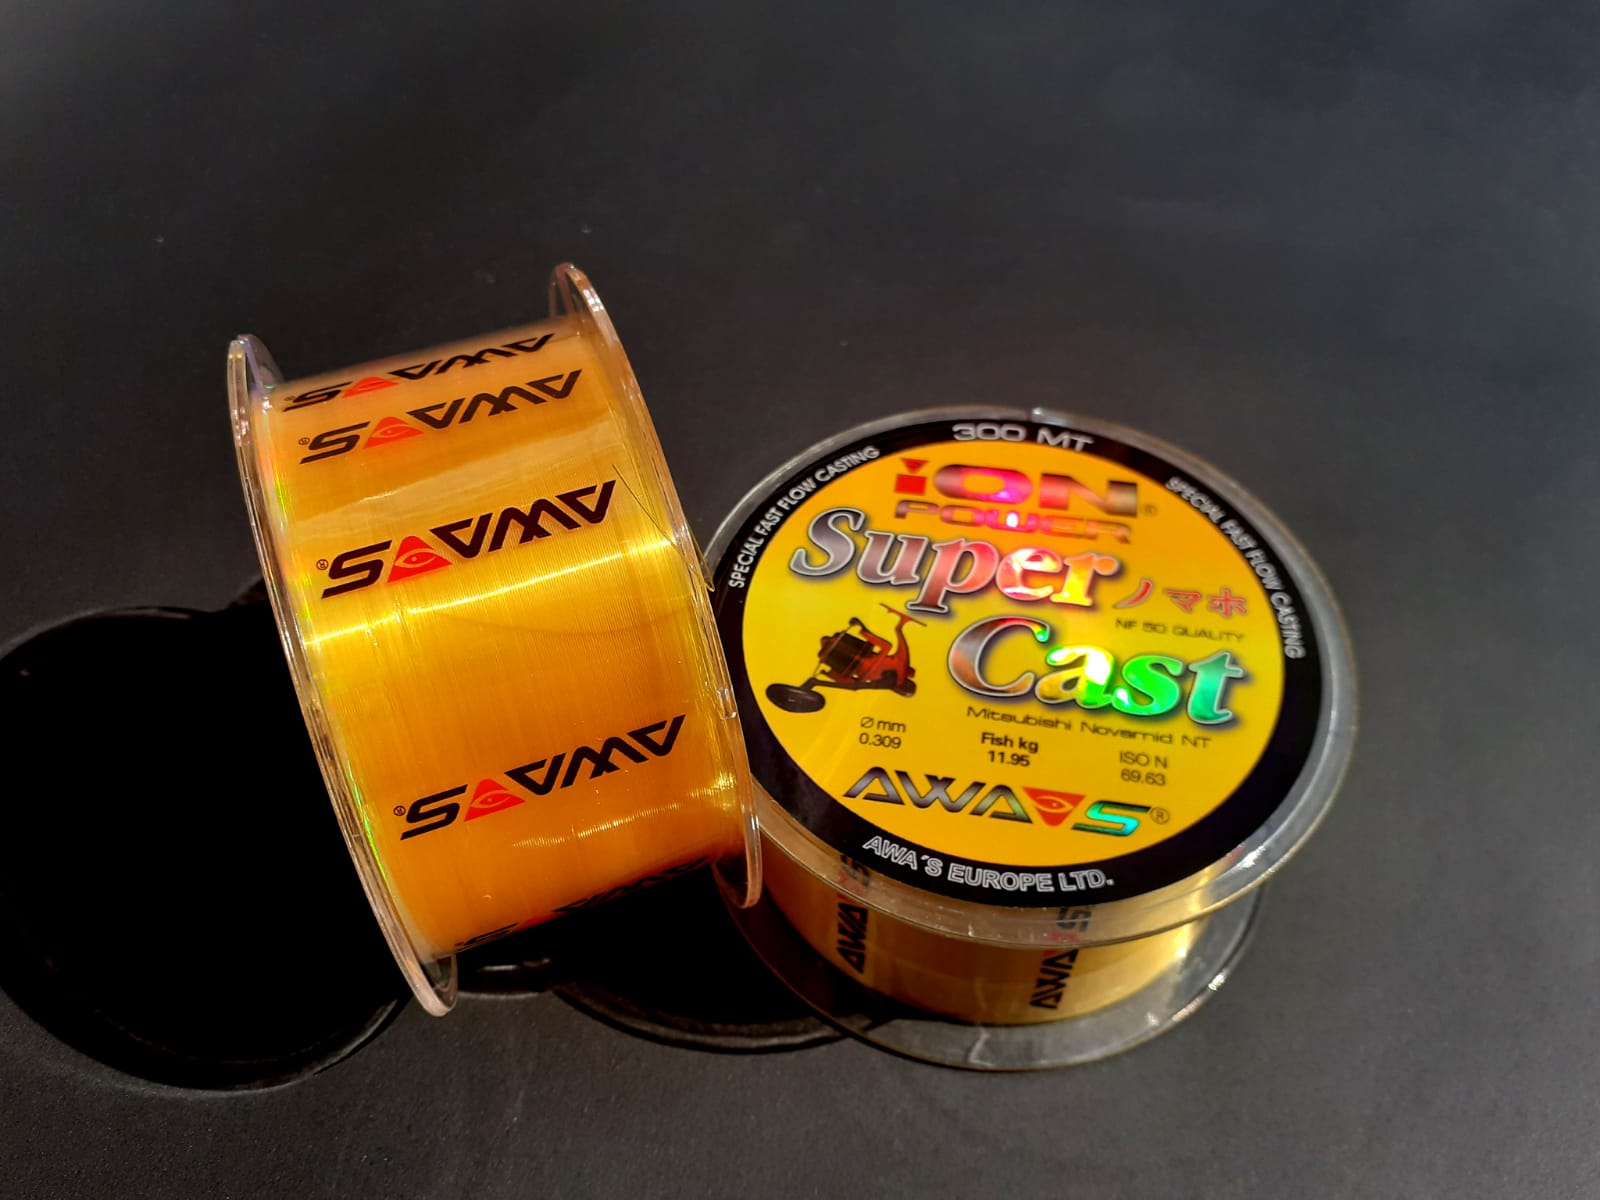 AWA S®
AWA S®
AWA S®
AWA S®
300 MT
SPECIAL FAST FLOW CASTING
SPECIAL FAST FLOW CASTING
iON®
POWER
Super ノマホ
NF 5D QUALITY
Cast
Mitsubishi Novamid NT
Ø mm
0.309
Fish kg
11.95
ISO N
69.63
AWA S®
AWA´S EUROPE LTD.
AWA S
AWA S